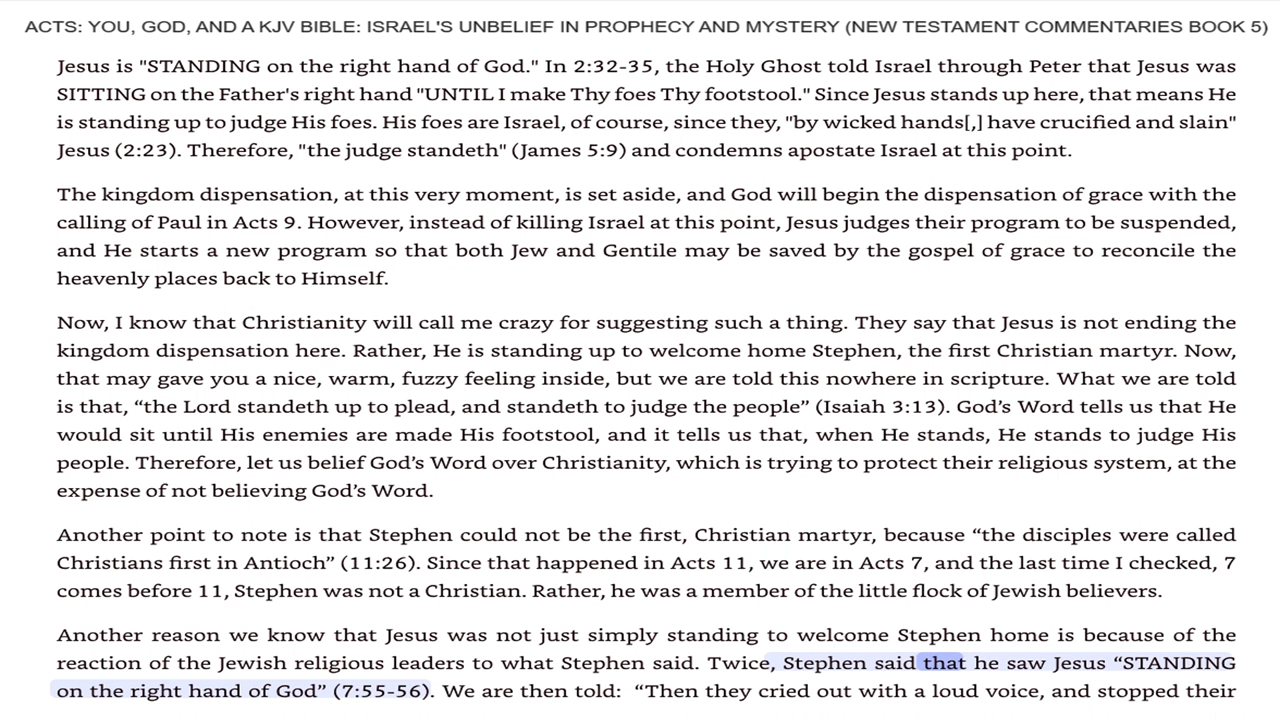 ACTS: YOU, GOD, AND A KJV BIBLE: ISRAEL'S UNBELIEF IN PROPHECY AND MYSTERY (NEW TESTAMENT COMMENTARIES BOOK 5)
Jesus is "STANDING on the right hand of God." In 2:32-35, the Holy Ghost told Israel through Peter that Jesus was
SITTING on the Father's right hand "UNTIL I make Thy foes Thy footstool." Since Jesus stands up here, that means He
is standing up to judge His foes. His foes are Israel, of course, since they, "by wicked hands[,] have crucified and slain"
Jesus (2:23). Therefore, "the judge standeth" (James 5:9) and condemns apostate Israel at this point.
The kingdom dispensation, at this very moment, is set aside, and God will begin the dispensation of grace with the
calling of Paul in Acts 9. However, instead of killing Israel at this point, Jesus judges their program to be suspended,
and He starts a new program so that both Jew and Gentile may be saved by the gospel of grace to reconcile the
heavenly places back to Himself.
Now, I know that Christianity will call me crazy for suggesting such a thing. They say that Jesus is not ending the
kingdom dispensation here. Rather, He is standing up to welcome home Stephen, the first Christian martyr. Now,
that may gave you a nice, warm, fuzzy feeling inside, but we are told this nowhere in scripture. What we are told
is that, “the Lord standeth up to plead, and standeth to judge the people” (Isaiah 3:13). God’s Word tells us that He
would sit until His enemies are made His footstool, and it tells us that, when He stands, He stands to judge His
people. Therefore, let us belief God’s Word over Christianity, which is trying to protect their religious system, at the
expense of not believing God’s Word.
Another point to note is that Stephen could not be the first, Christian martyr, because “the disciples were called
Christians first in Antioch” (11:26). Since that happened in Acts 11, we are in Acts 7, and the last time I checked, 7
comes before 11, Stephen was not a Christian. Rather, he was a member of the little flock of Jewish believers.
Another reason we know that Jesus was not just simply standing to welcome Stephen home is because of the
reaction of the Jewish religious leaders to what Stephen said. Twice, Stephen said that he saw Jesus “STANDING
on the right hand of God” (7:55-56). We are then told: “Then they cried out with a loud voice, and stopped their